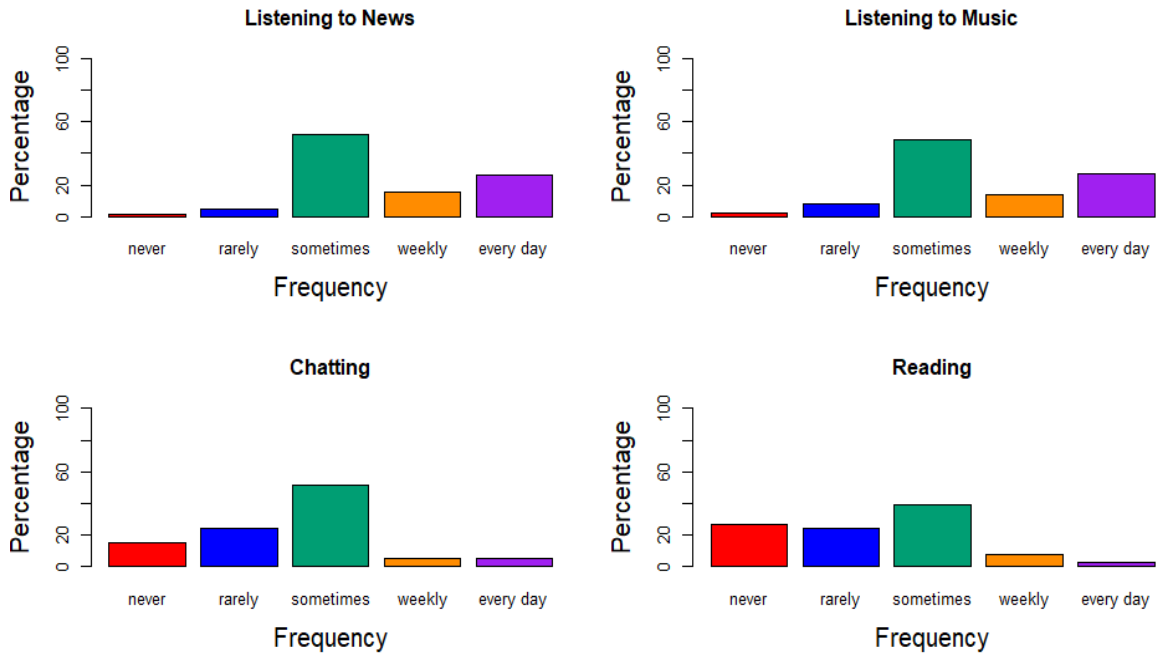 Listening to News
Percentage
100
60
20
0
never rarely sometimes weekly every day
Frequency
Listening to Music
Percentage
100
60
20
0
never rarely sometimes weekly every day
Frequency
Chatting
Percentage
100
60
20
0
never rarely sometimes weekly every day
Frequency
Reading
Percentage
100
60
20
0
never rarely sometimes weekly every day
Frequency